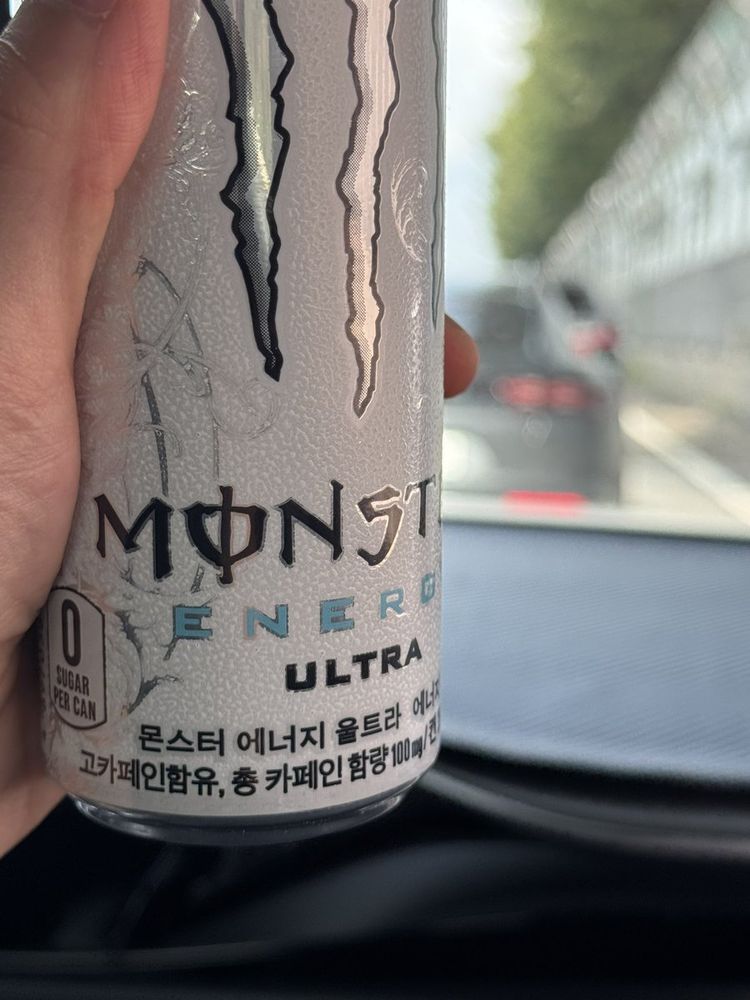 MONST
ENERG
ULTRA
0
SUGAR
PER CAN
몬스터 에너지 울트라
고카페인함유, 총 카페인 함량 100mg/